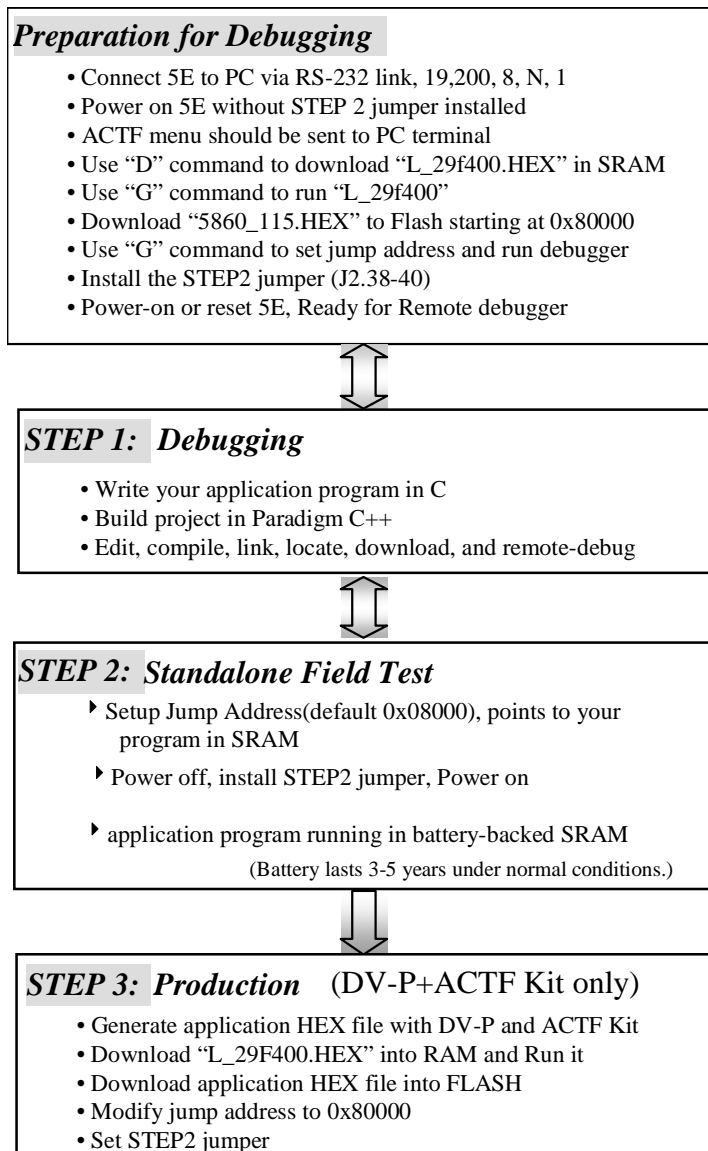 Preparation for Debugging
• Connect 5E to PC via RS-232 link, 19,200, 8, N, 1
• Power on 5E without STEP 2 jumper installed
• ACTF menu should be sent to PC terminal
• Use “D” command to download “L_29f400.HEX” in SRAM
• Use “G” command to run “L_29f400”
• Download “5860_115.HEX” to Flash starting at 0x80000
• Use “G” command to set jump address and run debugger
• Install the STEP2 jumper (J2.38-40)
• Power-on or reset 5E, Ready for Remote debugger
STEP 1: Debugging
• Write your application program in C
• Build project in Paradigm C++
• Edit, compile, link, locate, download, and remote-debug
STEP 2: Standalone Field Test
Setup Jump Address(default 0x08000), points to your
program in SRAM
Power off, install STEP2 jumper, Power on
application program running in battery-backed SRAM
(Battery lasts 3-5 years under normal conditions.)
STEP 3: Production (DV-P+ACTF Kit only)
• Generate application HEX file with DV-P and ACTF Kit
• Download “L_29F400.HEX” into RAM and Run it
• Download application HEX file into FLASH
• Modify jump address to 0x80000
• Set STEP2 jumper